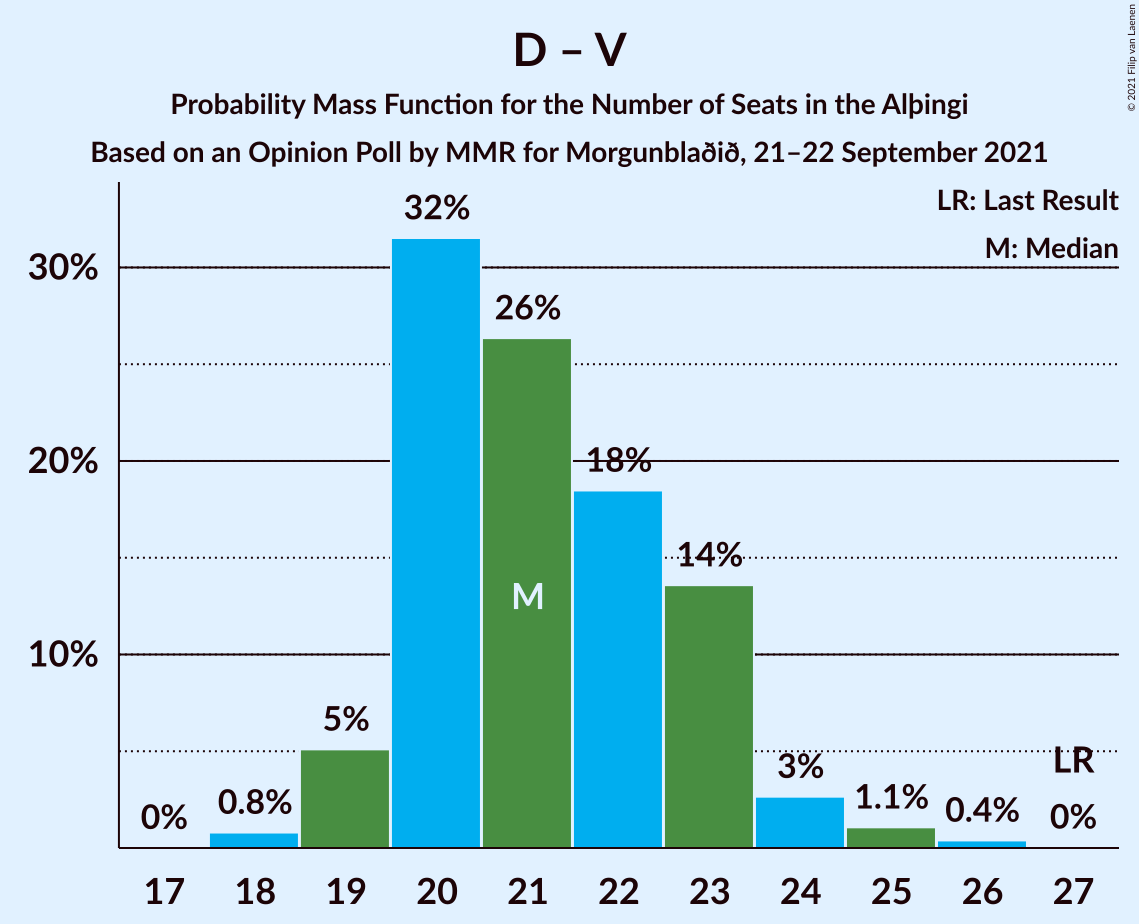 D – V
Probability Mass Function for the Number of Seats in the Alþingi
Based on an Opinion Poll by MMR for Morgunblaðið, 21–22 September 2021
© 2021 Filip van Laenen
LR: Last Result
M: Median
30%
20%
10%
0%
0.8%
5%
32%
26%
18%
14%
3%
1.1%
0.4%
LR
0%
M
17 18 19 20 21 22 23 24 25 26 27